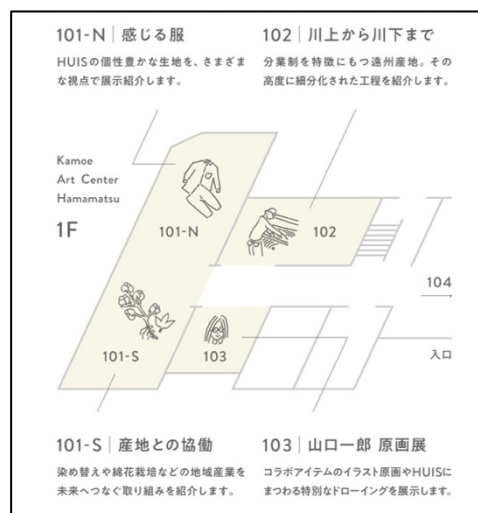 101-N｜感じる服
HUISの個性豊かな生地を、さまざま
な視点で展示紹介します。
102｜川上から川下まで
分業制を特徴にもつ遠州産地。その
高度に細分化された工程を紹介します。
Kamoe
Art Center
Hamamatsu
1F
101-N
102
104
101-S
103
入口
101-S｜産地との協働
染め替えや綿花栽培などの地域産業を
未来へつなぐ取り組みを紹介します。
103｜山口一郎 原画展
コラボアイテムのイラスト原画やHUISに
まつわる特別なドローイングを展示します。